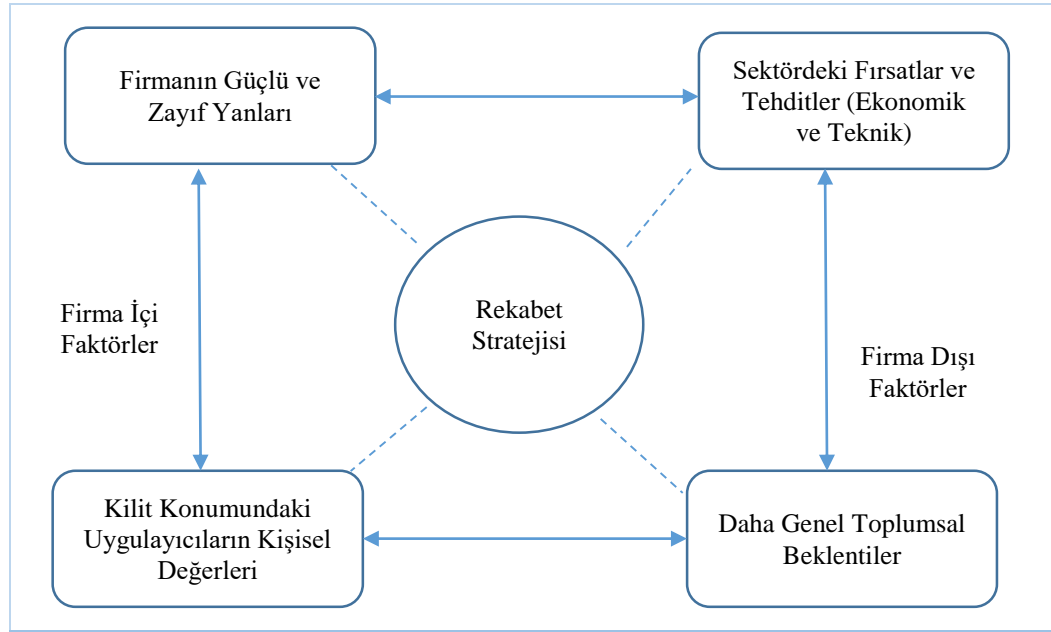 Firmanın Güçlü ve
Zayıf Yanları
Sektördeki Fırsatlar ve
Tehditler (Ekonomik
ve Teknik)
Firma İçi
Faktörler
Rekabet
Stratejisi
Firma Dışı
Faktörler
Kilit Konumundaki
Uygulayıcıların Kişisel
Değerleri
Daha Genel Toplumsal
Beklentiler